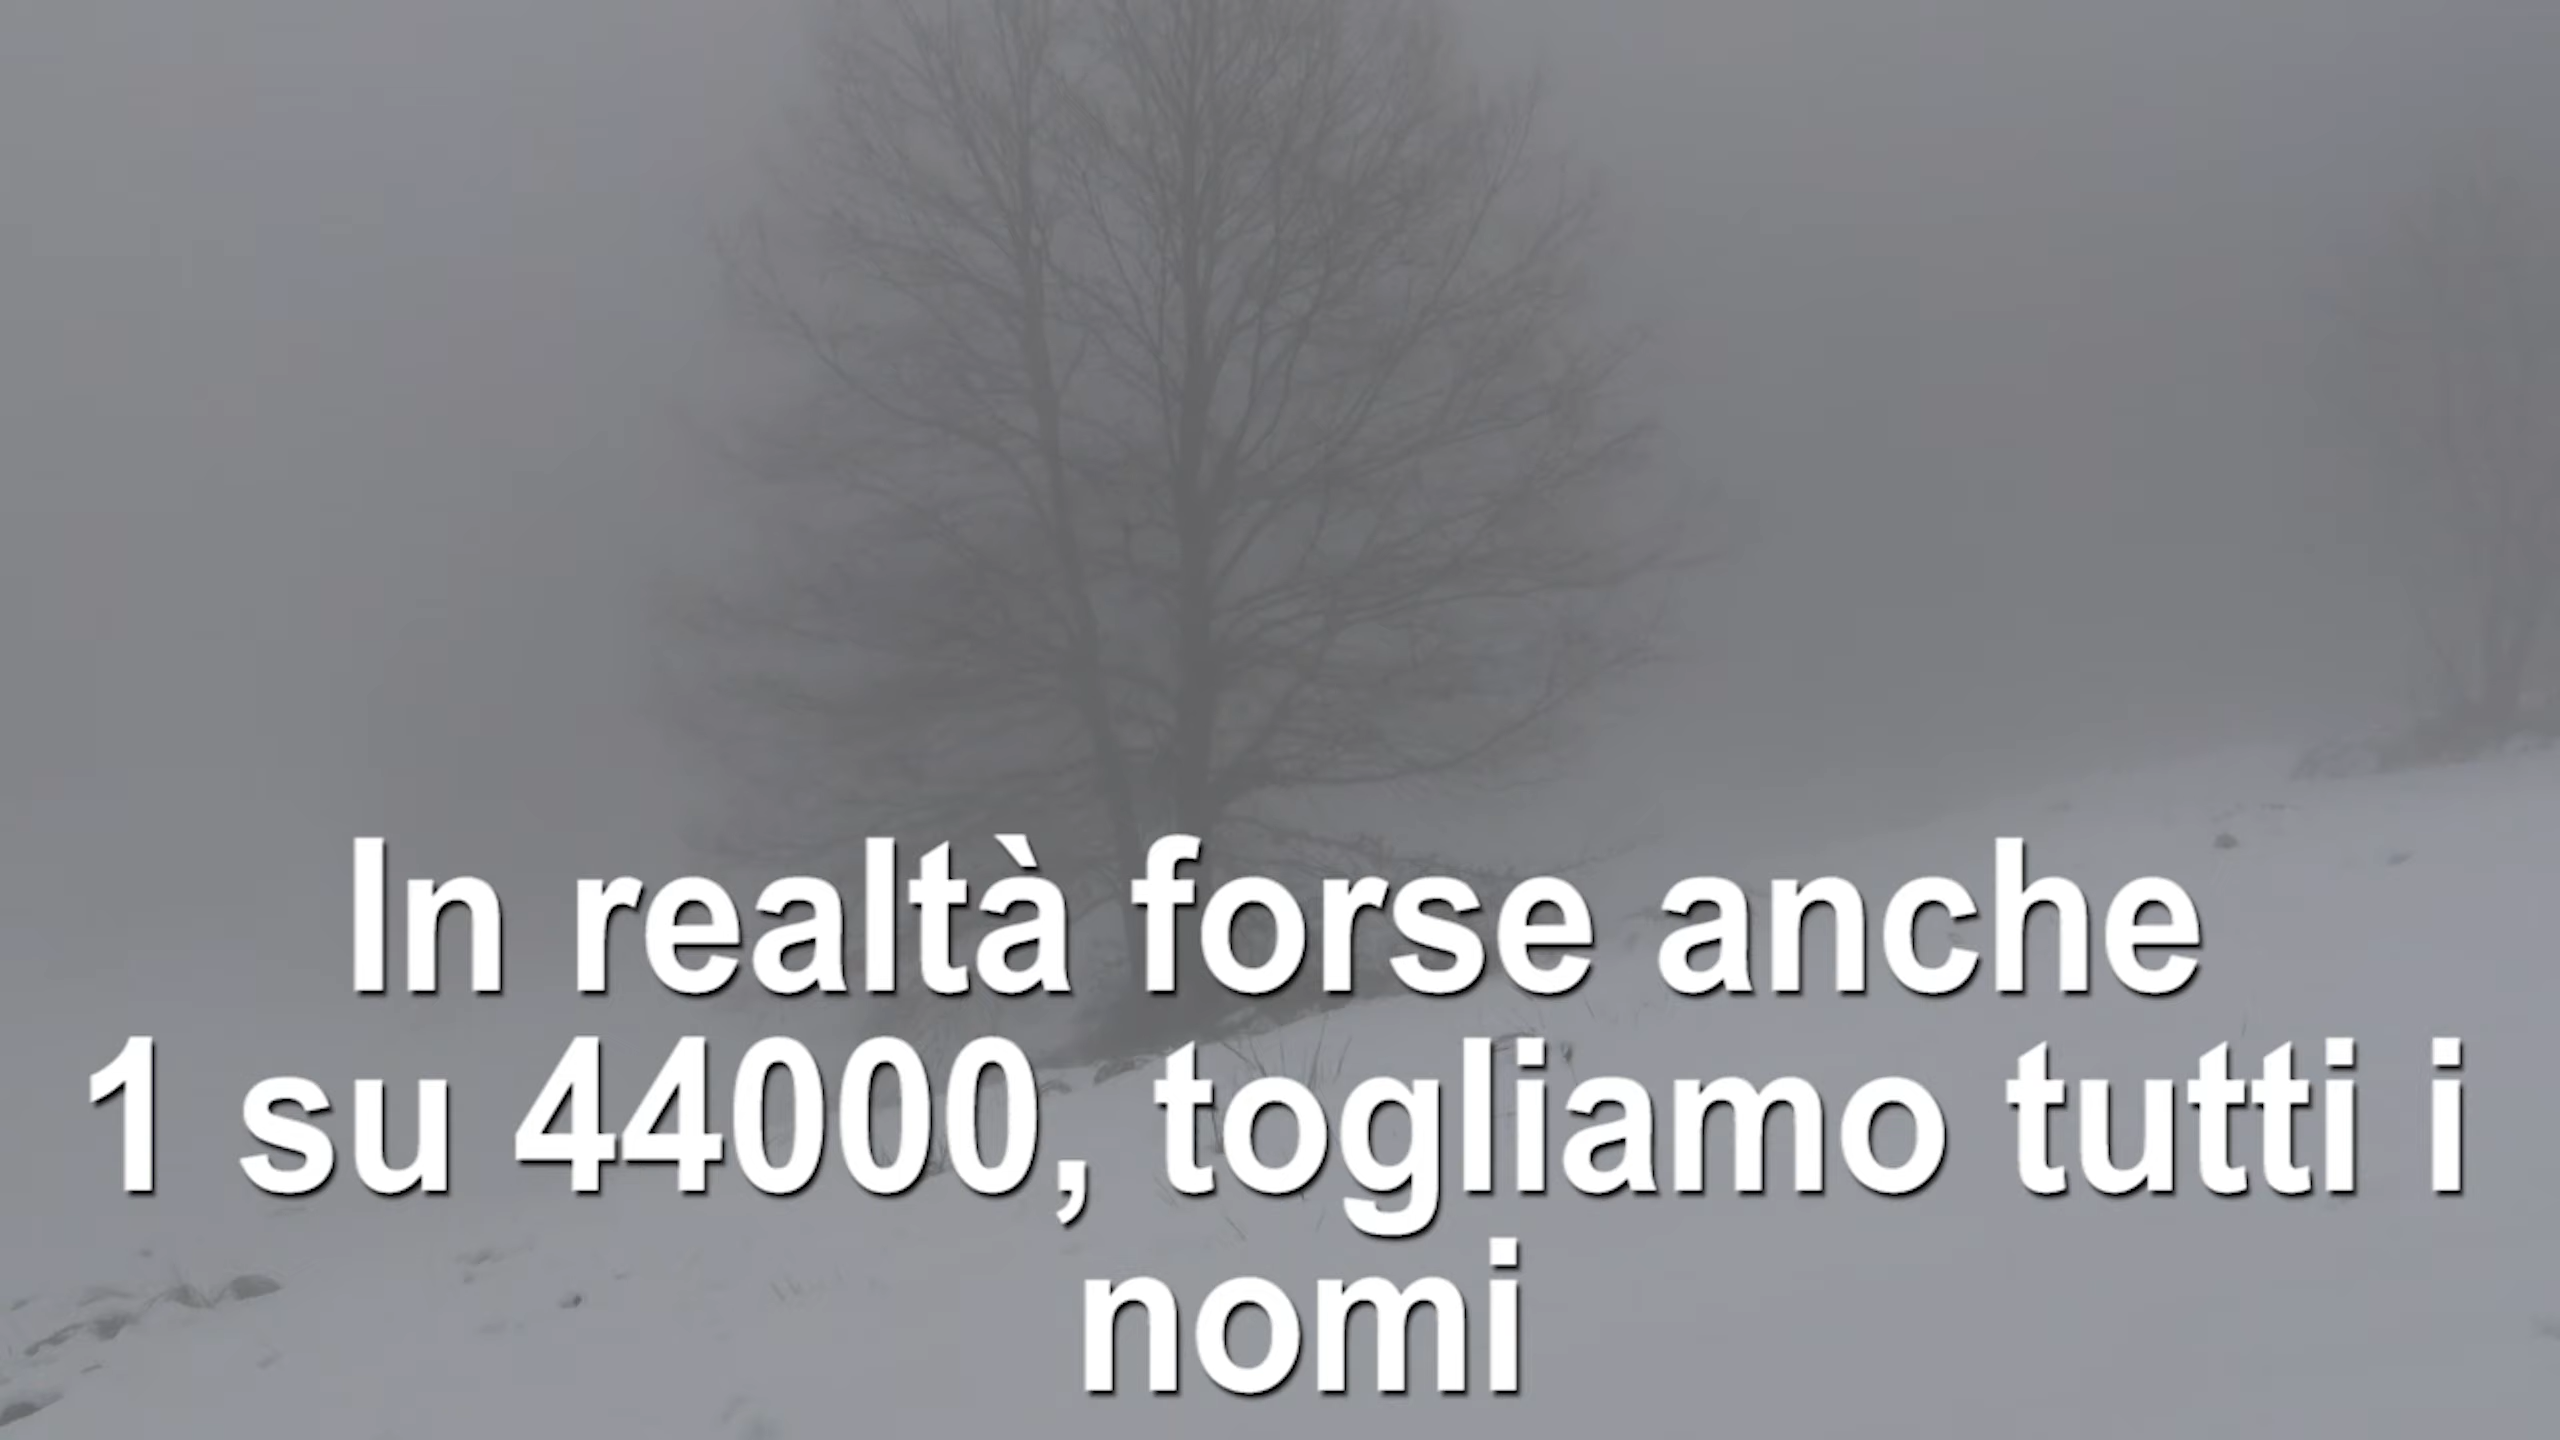 In realtà forse anche
1 su 44000, togliamo tutti i
nomi